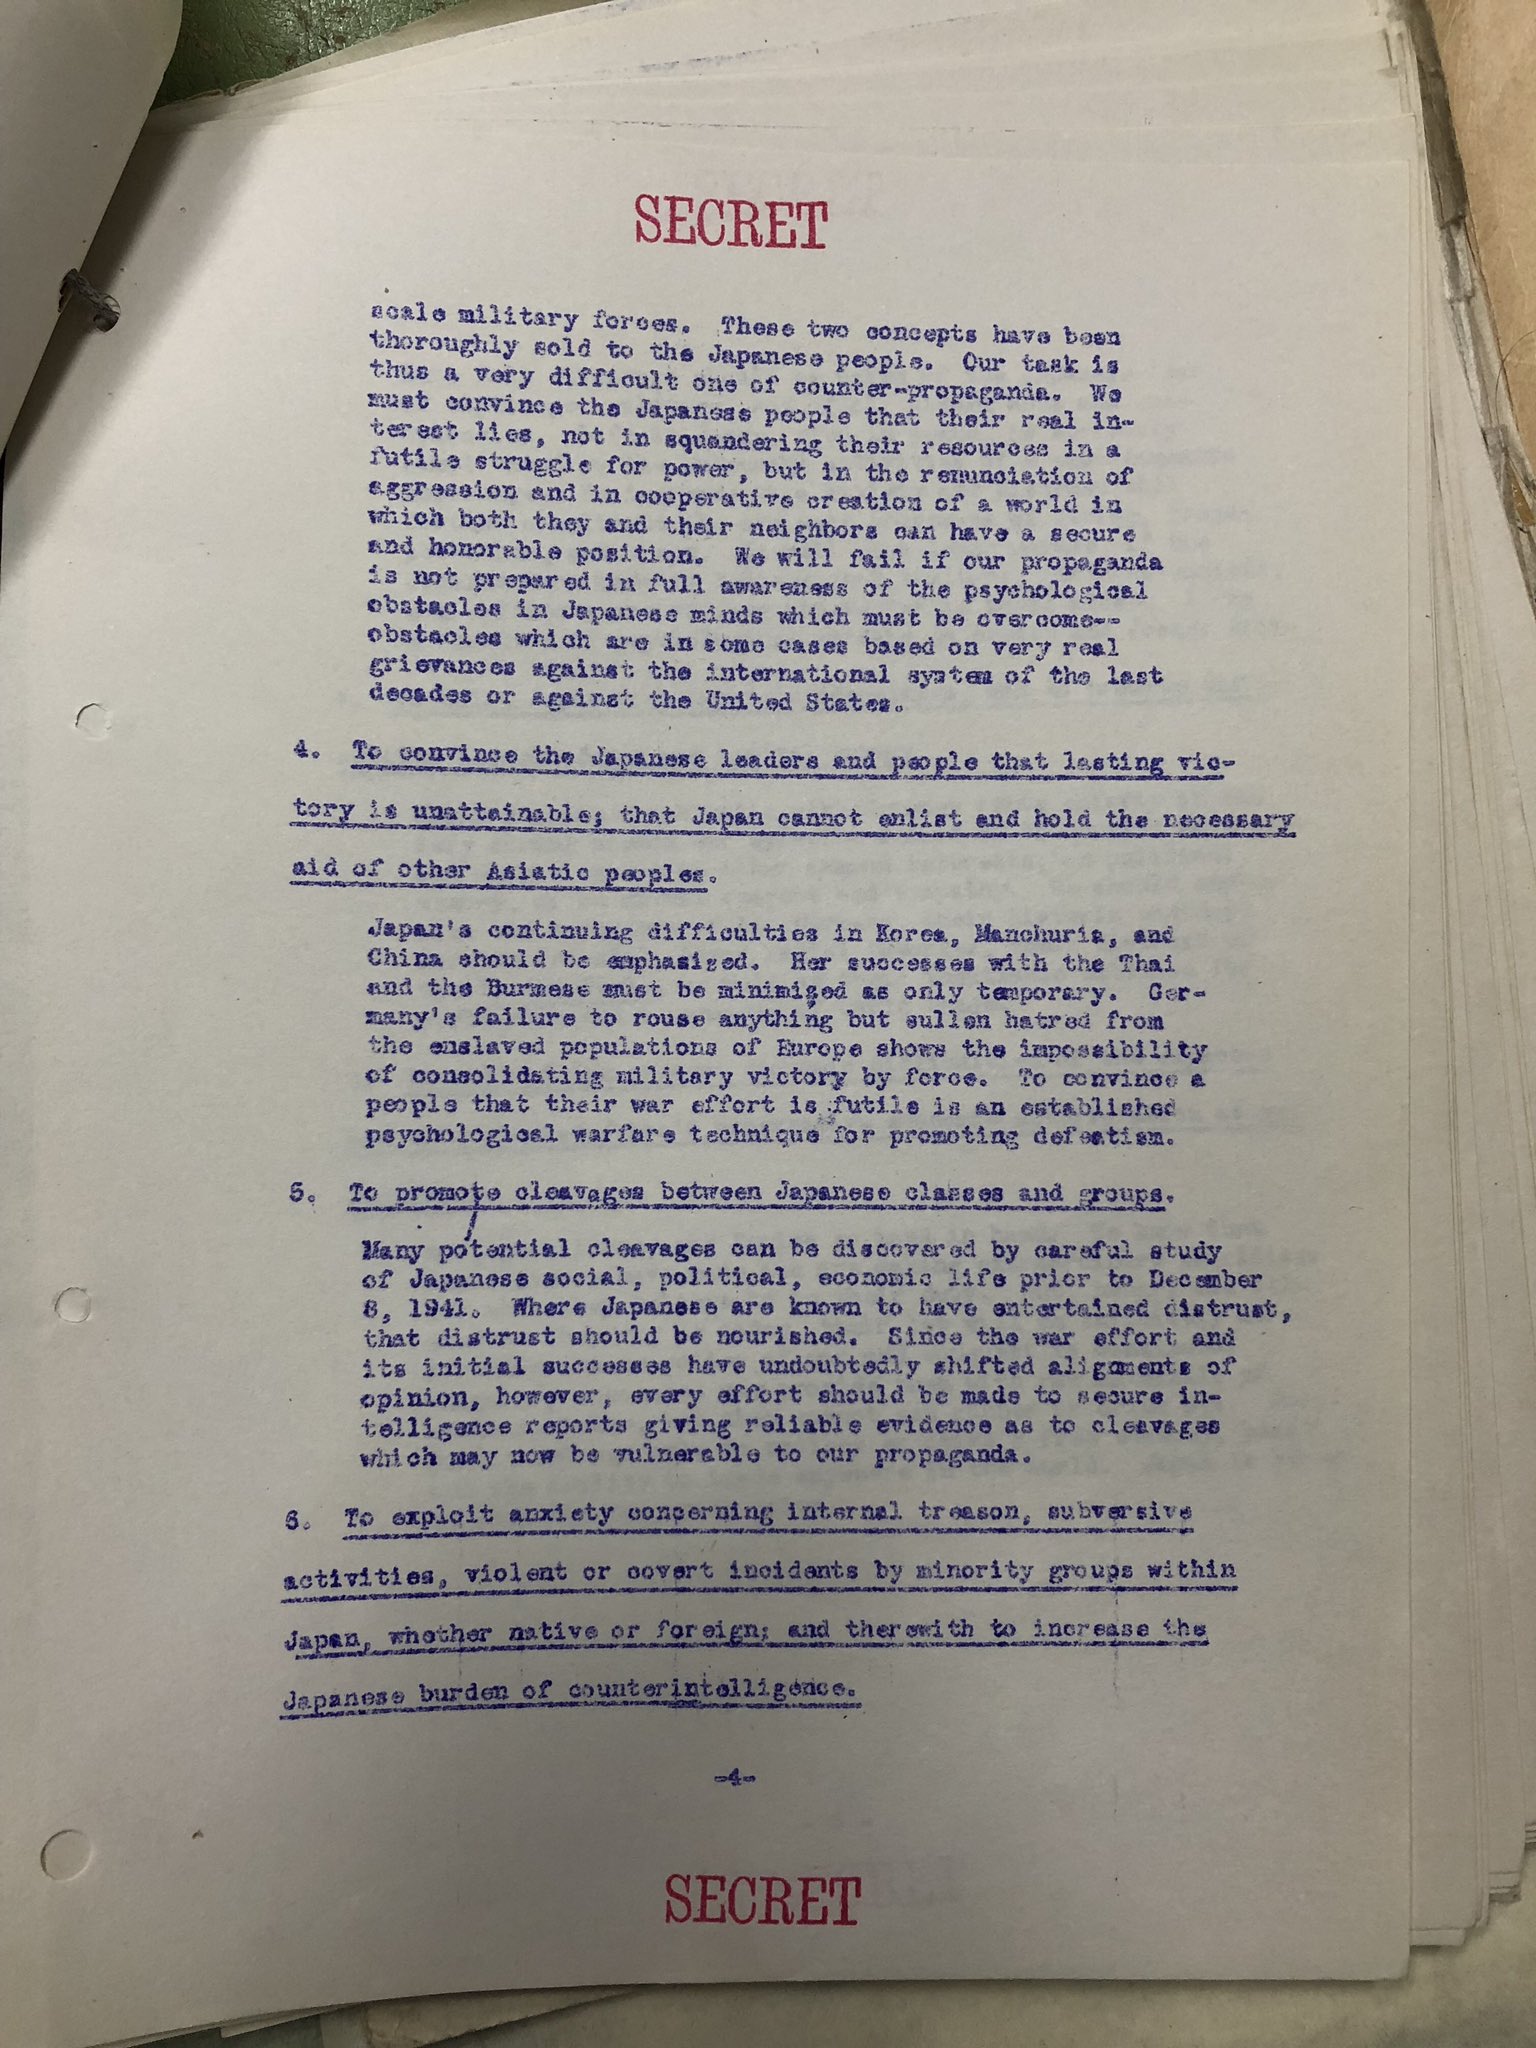 SECRET
scale military forces. These two concepts have been
thoroughly sold to the Japanese people. Our task is
thus a very difficult one of counter-propaganda. We
must convince the Japanese people that their real in-
terest lies, not in squandering their resources in a
futile struggle for power, but in the renunciation of
aggression and in cooperative creation of a world in
which both they and their neighbors can have a secure
and honorable position. We will fail if our propaganda
is not prepared in full awareness of the psychological
obstacles in Japanese minds which must be overcome--
obstacles which are in some cases based on very real
grievances against the international system of the last
decades or against the United States.
4. To convince the Japanese leaders and people that lasting vic-
tory is unattainable; that Japan cannot enlist and hold the necessary
aid of other Asiatic peoples.
Japan's continuing difficulties in Korea, Manchuria, and
China should be emphasized. Her successes with the Thai
and the Burmese must be minimized as only temporary. Ger-
many's failure to rouse anything but sullen hatred from
the enslaved populations of Europe shows the impossibility
of consolidating military victory by force. To convince a
people that their war effort is futile is an established
psychological warfare technique for promoting defeatism.
5. To promote cleavages between Japanese classes and groups.
Many potential cleavages can be discovered by careful study
of Japanese social, political, economic life prior to December
8, 1941. Where Japanese are known to have entertained distrust,
that distrust should be nourished. Since the war effort and
its initial successes have undoubtedly shifted alignments of
opinion, however, every effort should be made to secure in-
telligence reports giving reliable evidence as to cleavages
which may now be vulnerable to our propaganda.
6. To exploit anxiety concerning internal treason, subversive
activities, violent or covert incidents by minority groups within
Japan, whether native or foreign; and therewith to increase the
Japanese burden of counterintelligence.
-4-
SECRET